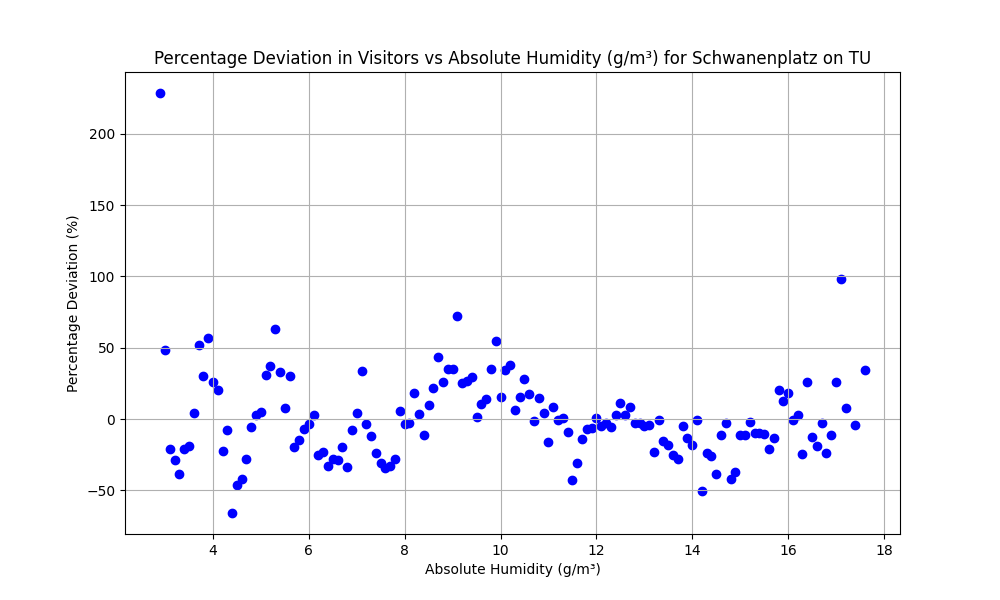 Percentage Deviation in Visitors vs Absolute Humidity (g/m³) for Schwanenplatz on TU
Percentage Deviation (%)
200
150
100
50
0
−50
4 6 8 10 12 14 16 18
Absolute Humidity (g/m³)